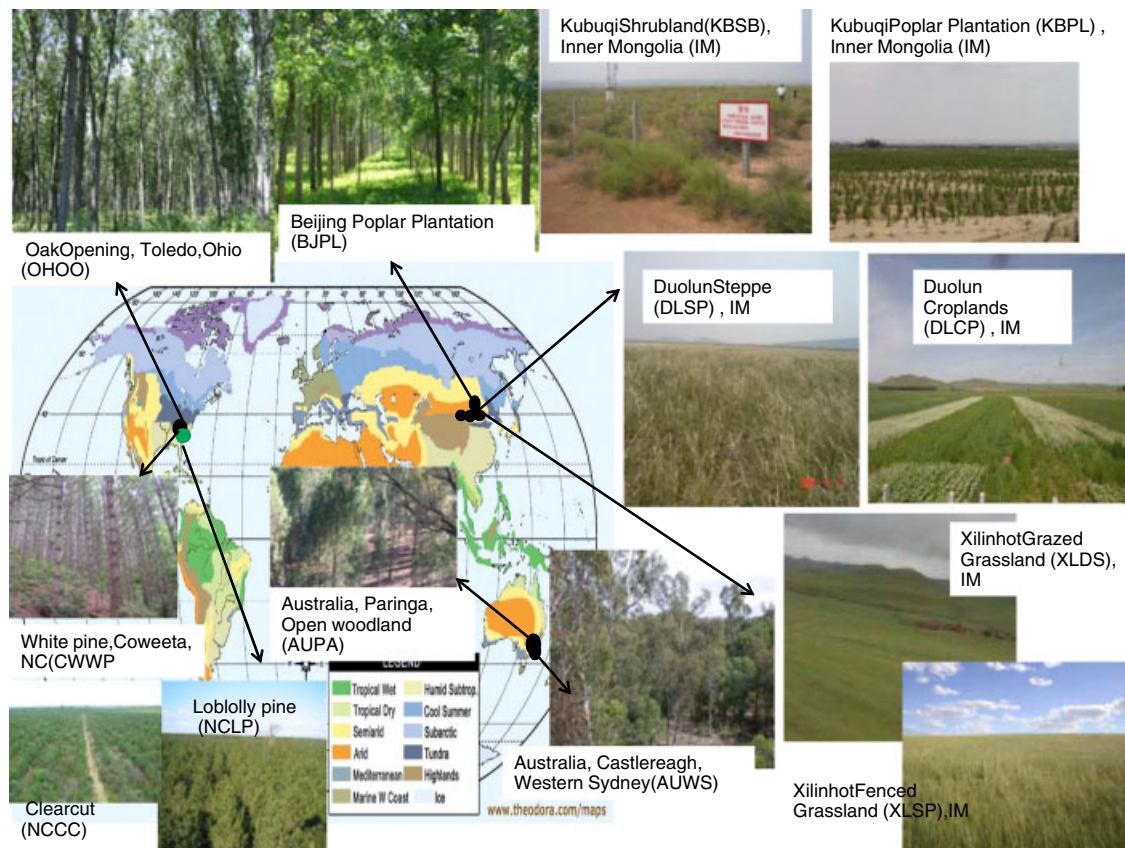 KubuqiShrubland(KBSB),
Inner Mongolia (IM)
KubuqiPoplar Plantation (KBPL) ,
Inner Mongolia (IM)
Beijing Poplar Plantation
(BJPL)
OakOpening, Toledo,Ohio
(OHOO)
DuolunSteppe
(DLSP) , IM
Duolun
Croplands
(DLCP) , IM
Tropic of Cancer
XilinhotGrazed
Grassland (XLDS),
IM
Australia, Paringa,
Open woodland
(AUPA)
White pine,Coweeta,
NC(CWWP
LEGEND
Tropical Wet
Humid Subtrop.
Tropical Dry
Cool Summer
Semiarid
Subarctic
Arid
Tundra
Mediterranean
Highlands
Marine W Coast
Ice
Loblolly pine
(NCLP)
Australia, Castlereagh,
Western Sydney(AUWS)
www.theodora.com/maps
Clearcut
(NCCC)
XilinhotFenced
Grassland (XLSP),IM